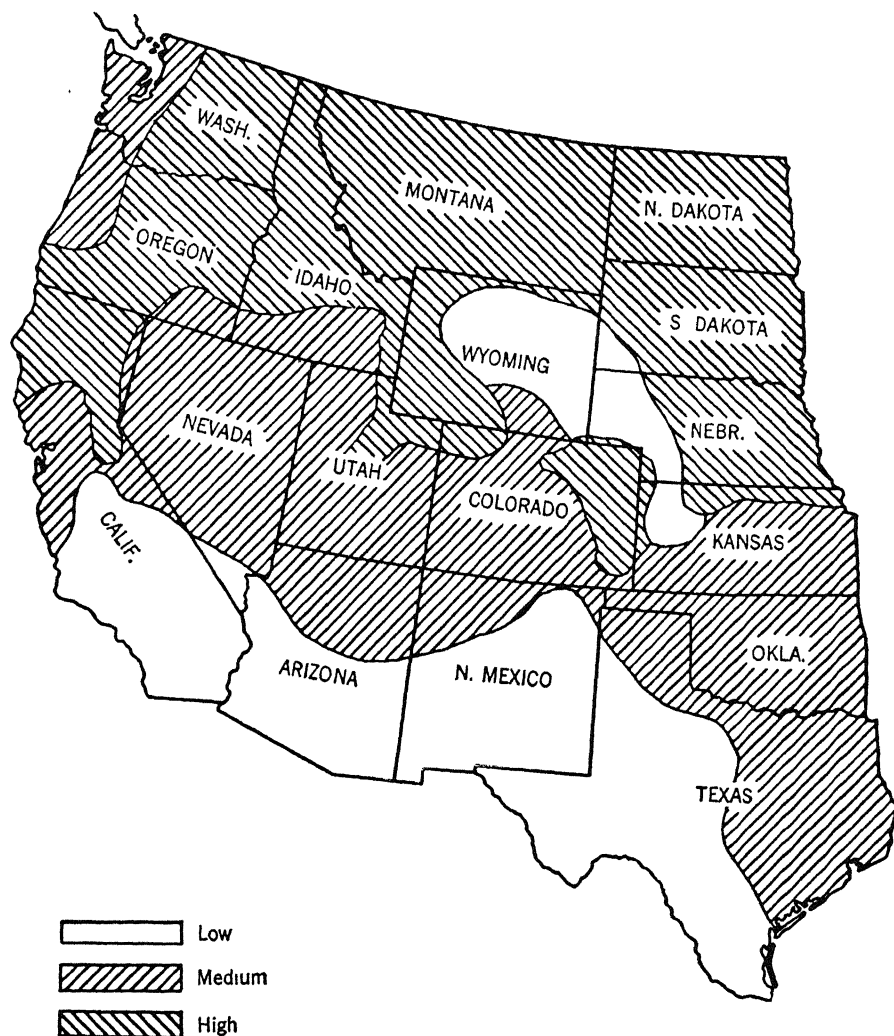 WASH.
MONTANA
N. DAKOTA
OREGON
IDAHO
S DAKOTA
WYOMING
NEVADA
NEBR.
UTAH
COLORADO
CALIF.
KANSAS
ARIZONA
N. MEXICO
OKLA.
TEXAS
Low
Medium
High